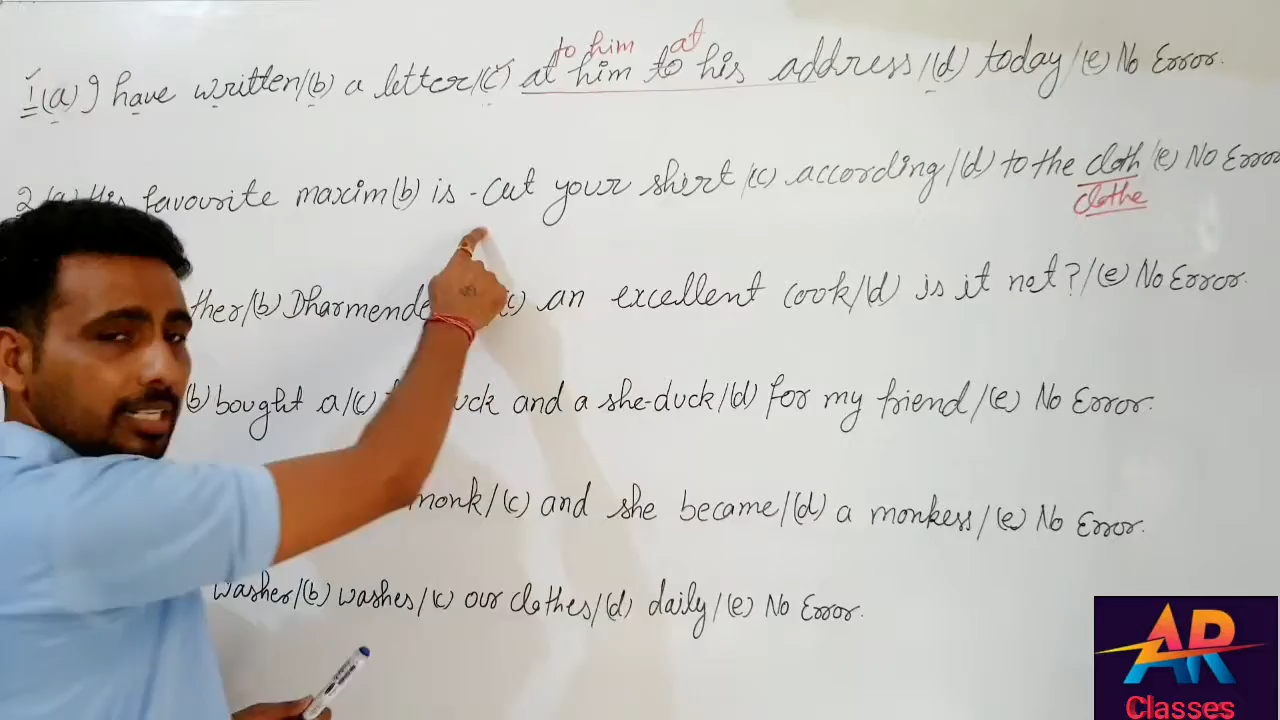 to him at
1 (a) I have written/(b) a letter/(c) at him to his address/(d) today/(e) No Error.
2 (a) His favourite maxim(b) is - Cut your shirt/(c) according/(d) to the cloth/(e) No Error
clothe
ther/(b) Dharmende (c) an excellent cook/(d) is it not?/(e) No Error.
(b) bought a/(c) uck and a she-duck/(d) for my friend/(e) No Error.
monk/(c) and she became/(d) a monkess/(e) No Error.
washer/(b) washes/(c) our clothes/(d) daily/(e) No Error.
AR
Classes